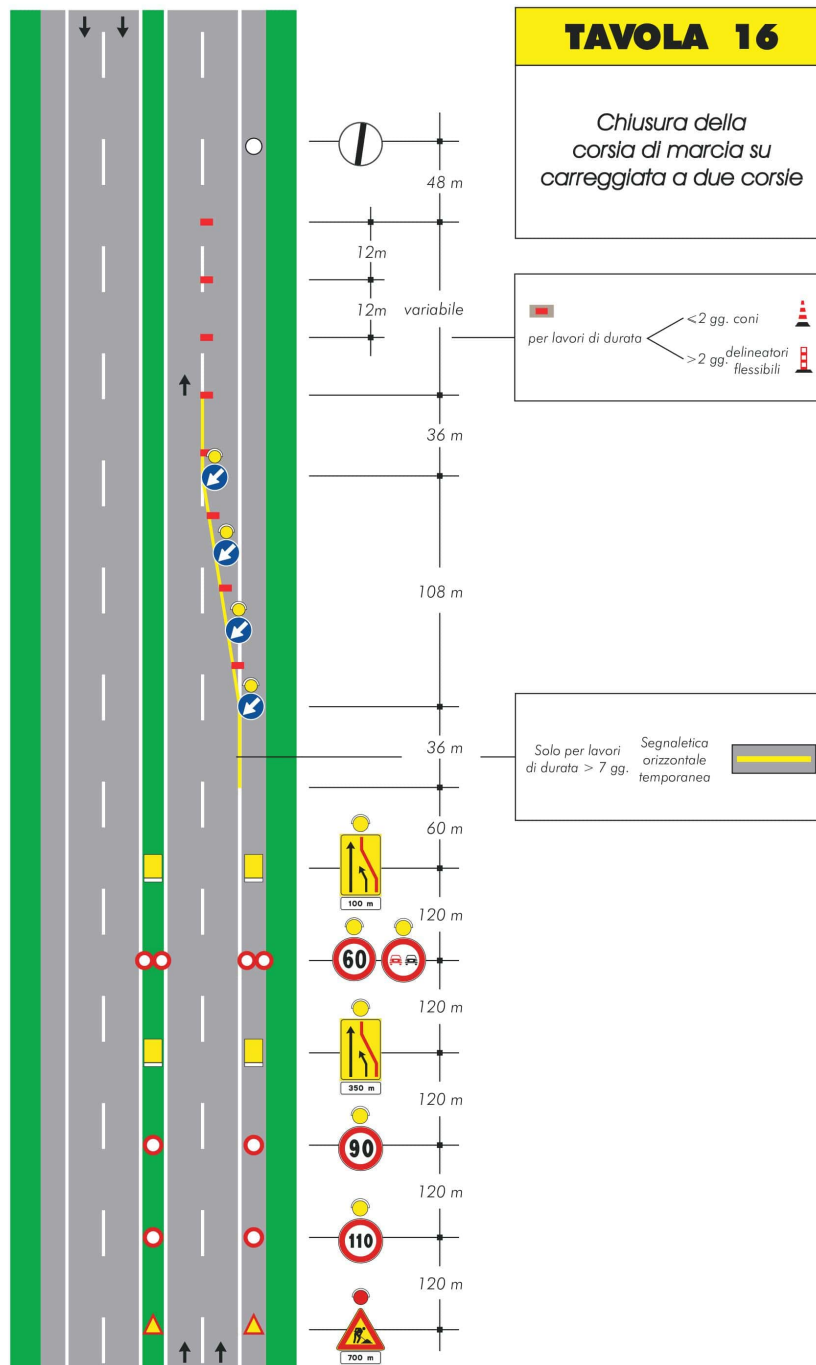 TAVOLA 16
Chiusura della
corsia di marcia su
carreggiata a due corsie
48 m
12m
12m
variabile
per lavori di durata
<2 gg. coni
>2 gg. delineatori
flessibili
36 m
108 m
36 m
Solo per lavori
di durata > 7 gg.
Segnaletica
orizzontale
temporanea
60 m
100 m
120 m
60
120 m
350 m
120 m
90
120 m
110
120 m
700 m